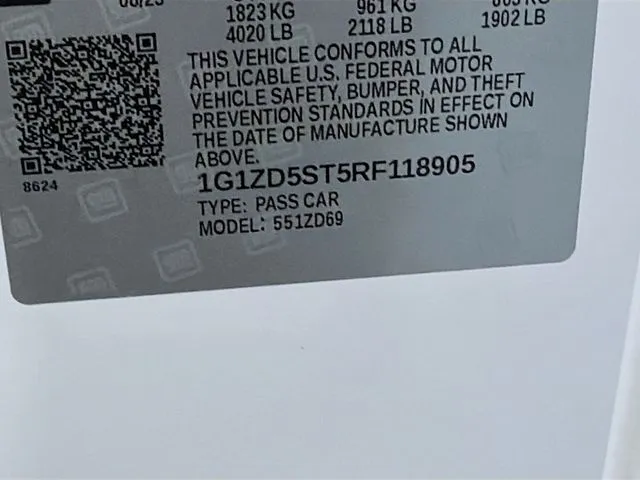 1823 KG 961 KG
4020 LB 2118 LB 1902 LB
THIS VEHICLE CONFORMS TO ALL
APPLICABLE U.S. FEDERAL MOTOR
VEHICLE SAFETY, BUMPER, AND THEFT
PREVENTION STANDARDS IN EFFECT ON
THE DATE OF MANUFACTURE SHOWN
ABOVE.
8624
1G1ZD5ST5RF118905
TYPE: PASS CAR
MODEL: 551ZD69